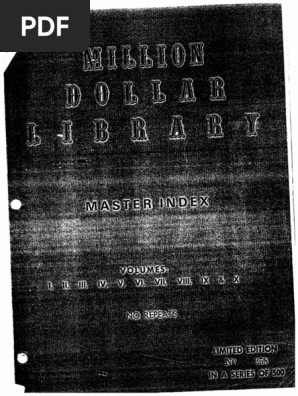 PDF
MILLION
DOLLAR
LIBRARY
MASTER INDEX
VOLUMES:
I, II, III, IV, V, VI, VII, VIII, IX & X
NO REPEATS
LIMITED EDITION
IN A SERIES OF 500